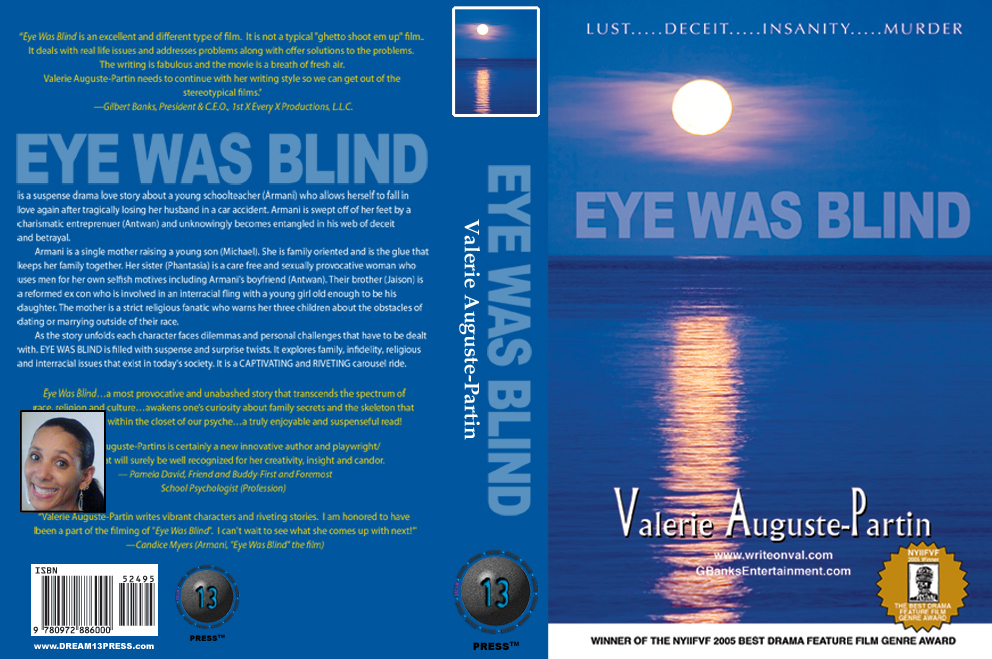 "Eye Was Blind is an excellent and different type of film. It is not a typical "ghetto shoot em up" film..
It deals with real life issues and addresses problems along with offer solutions to the problems.
The writing is fabulous and the movie is a breath of fresh air.
Valerie Auguste-Partin needs to continue with her writing style so we can get out of the
stereotypical films."
—Gilbert Banks, President & C.E.O., 1st X Every X Productions, L.L.C.
EYE WAS BLIND
is a suspense drama love story about a young schoolteacher (Armani) who allows herself to fall in
love again after tragically losing her husband in a car accident. Armani is swept off of her feet by a
charismatic entreprenuer (Antwan) and unknowingly becomes entangled in his web of deceit
and betrayal.
Armani is a single mother raising a young son (Michael). She is family oriented and is the glue that
keeps her family together. Her sister (Phantasia) is a care free and sexually provocative woman who
uses men for her own selfish motives including Armani's boyfriend (Antwan). Their brother (Jaison) is
a reformed ex con who is involved in an interracial fling with a young girl old enough to be his
daughter. The mother is a strict religious fanatic who warns her three children about the obstacles of
dating or marrying outside of their race.
As the story unfolds each character faces dilemmas and personal challenges that have to be dealt
with. EYE WAS BLIND is filled with suspense and surprise twists. It explores family, infidelity, religious
and interracial issues that exist in today's society. It is a CAPTIVATING and RIVETING carousel ride.
Eye Was Blind...a most provocative and unabashed story that transcends the spectrum of
race, religion and culture...awakens one's curiosity about family secrets and the skeleton that
within the closet of our psyche...a truly enjoyable and suspenseful read!
uguste-Partins is certainly a new innovative author and playwright/
t will surely be well recognized for her creativity, insight and candor.
— Pamela David, Friend and Buddy-First and Foremost
School Psychologist (Profession)
"Valerie Auguste-Partin writes vibrant characters and riveting stories. I am honored to have
been a part of the filming of "Eye Was Blind". I can't wait to see what she comes up with next!"
—Candice Myers (Armani, "Eye Was Blind" the film)
ISBN
52495
9 780972 886000
www.DREAM13PRESS.com
13
PRESS™
EYE WAS BLIND
Valerie Auguste-Partin
13
PRESS™
LUST.....DECEIT.....INSANITY.....MURDER
EYE WAS BLIND
Valerie Auguste-Partin
www.writeonval.com
GBanksEntertainment.com
NYIIFVF
2005 Winner
THE BEST DRAMA
FEATURE FILM
GENRE AWARD
WINNER OF THE NYIIFVF 2005 BEST DRAMA FEATURE FILM GENRE AWARD